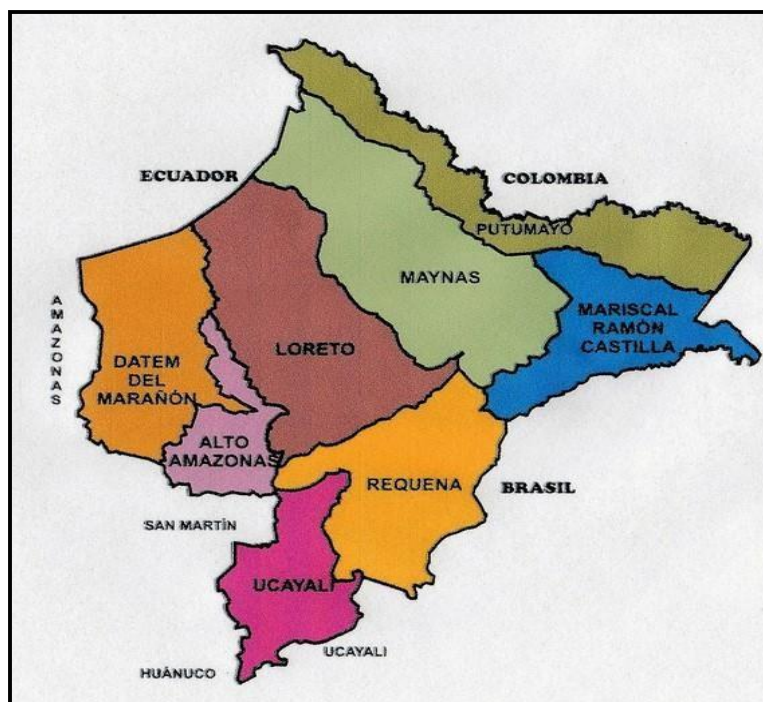 ECUADOR
COLOMBIA
PUTUMAYO
MAYNAS
AMAZONAS
MARISCAL
RAMÓN
CASTILLA
LORETO
DATEM
DEL
MARAÑÓN
ALTO
AMAZONAS
REQUENA
BRASIL
SAN MARTÍN
UCAYALI
UCAYALI
HUÁNUCO